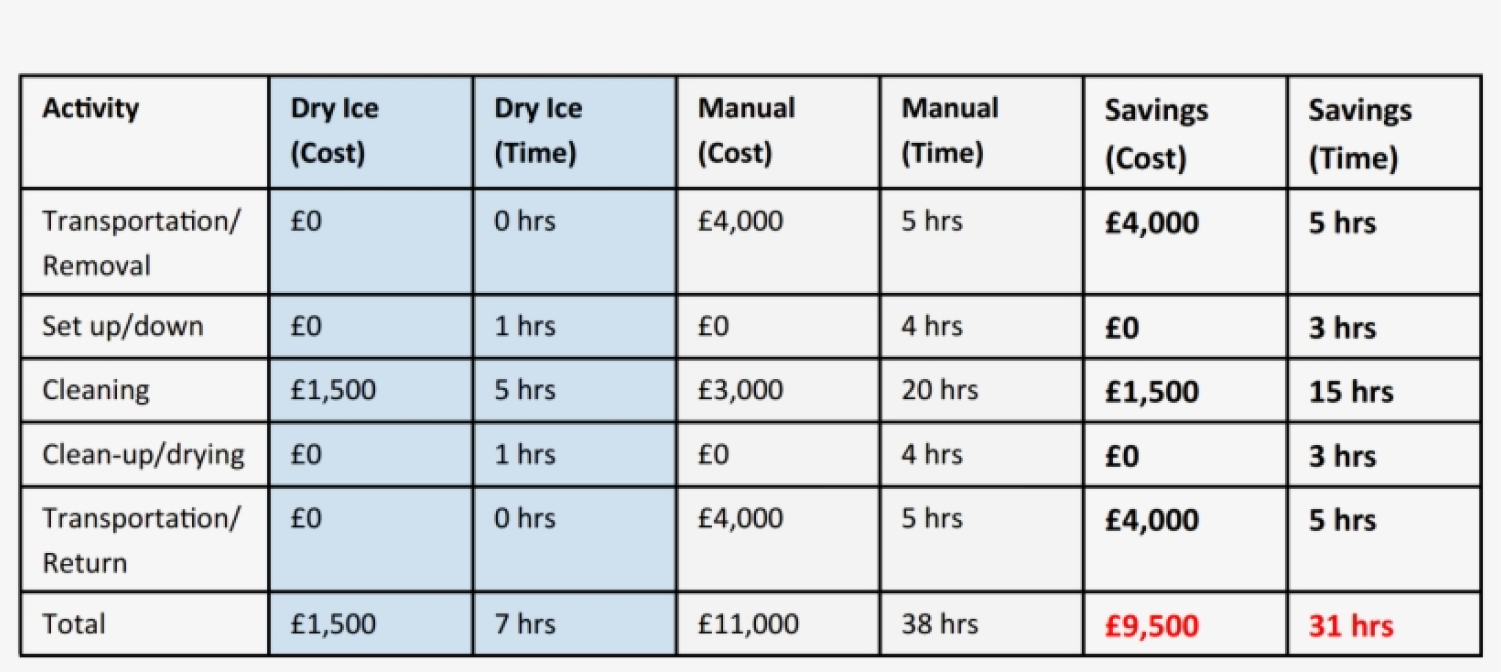 Activity Dry Ice (Cost) Dry Ice (Time) Manual (Cost) Manual (Time) Savings (Cost) Savings (Time)
Transportation/ Removal £0 0 hrs £4,000 5 hrs £4,000 5 hrs
Set up/down £0 1 hrs £0 4 hrs £0 3 hrs
Cleaning £1,500 5 hrs £3,000 20 hrs £1,500 15 hrs
Clean-up/drying £0 1 hrs £0 4 hrs £0 3 hrs
Transportation/ Return £0 0 hrs £4,000 5 hrs £4,000 5 hrs
Total £1,500 7 hrs £11,000 38 hrs £9,500 31 hrs